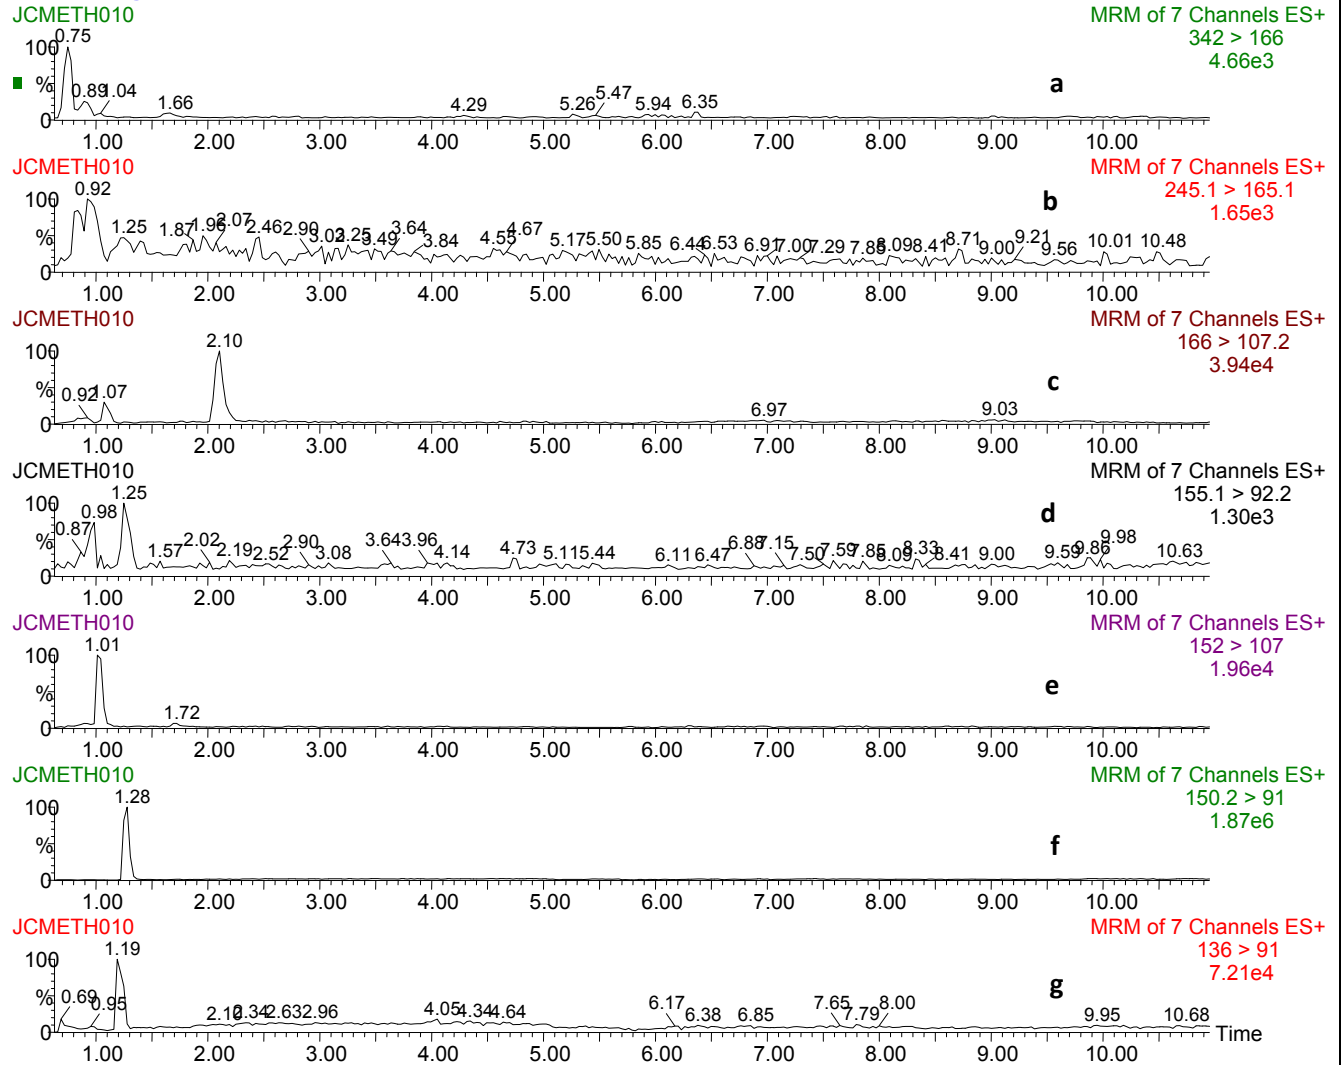 JCMETH010 MRM of 7 Channels ES+
342 > 166
4.66e3
100 0.75
% 0.89 1.04 1.66 4.29 5.26 5.47 5.94 6.35 a
0
1.00 2.00 3.00 4.00 5.00 6.00 7.00 8.00 9.00 10.00
JCMETH010 MRM of 7 Channels ES+
245.1 > 165.1
1.65e3
100 0.92
% 1.25 1.87 1.96 2.07 2.46 2.90 3.03 3.25 3.49 3.64 3.84 4.55 4.67 5.17 5.50 5.85 6.44 6.53 6.91 7.00 7.29 7.85 8.09 8.41 8.71 9.00 9.21 9.56 10.01 10.48 b
0
1.00 2.00 3.00 4.00 5.00 6.00 7.00 8.00 9.00 10.00
JCMETH010 MRM of 7 Channels ES+
166 > 107.2
3.94e4
100 2.10
% 0.92 1.07 6.97 9.03 c
0
1.00 2.00 3.00 4.00 5.00 6.00 7.00 8.00 9.00 10.00
JCMETH010 MRM of 7 Channels ES+
155.1 > 92.2
1.30e3
100 1.25
% 0.87 0.98 1.57 2.02 2.19 2.52 2.90 3.08 3.64 3.96 4.14 4.73 5.11 5.44 6.11 6.47 6.88 7.15 7.50 7.59 7.85 8.09 8.33 8.41 9.00 9.59 9.86 9.98 10.63 d
0
1.00 2.00 3.00 4.00 5.00 6.00 7.00 8.00 9.00 10.00
JCMETH010 MRM of 7 Channels ES+
152 > 107
1.96e4
100 1.01
% 1.72 e
0
1.00 2.00 3.00 4.00 5.00 6.00 7.00 8.00 9.00 10.00
JCMETH010 MRM of 7 Channels ES+
150.2 > 91
1.87e6
100 1.28
% f
0
1.00 2.00 3.00 4.00 5.00 6.00 7.00 8.00 9.00 10.00
JCMETH010 MRM of 7 Channels ES+
136 > 91
7.21e4
100 1.19
% 0.69 0.95 2.34 2.63 2.96 4.05 4.34 4.64 6.17 6.38 6.85 7.65 7.79 8.00 9.95 10.68 g
0 Time
1.00 2.00 3.00 4.00 5.00 6.00 7.00 8.00 9.00 10.00